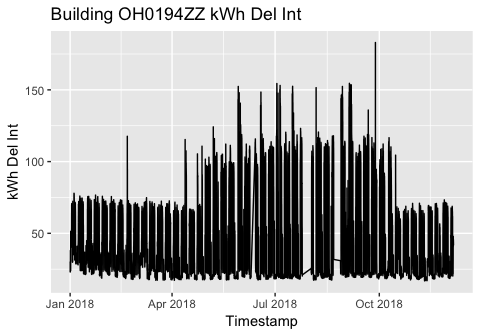 Building OH0194ZZ kWh Del Int
kWh Del Int
150
100
50
Jan 2018 Apr 2018 Jul 2018 Oct 2018
Timestamp